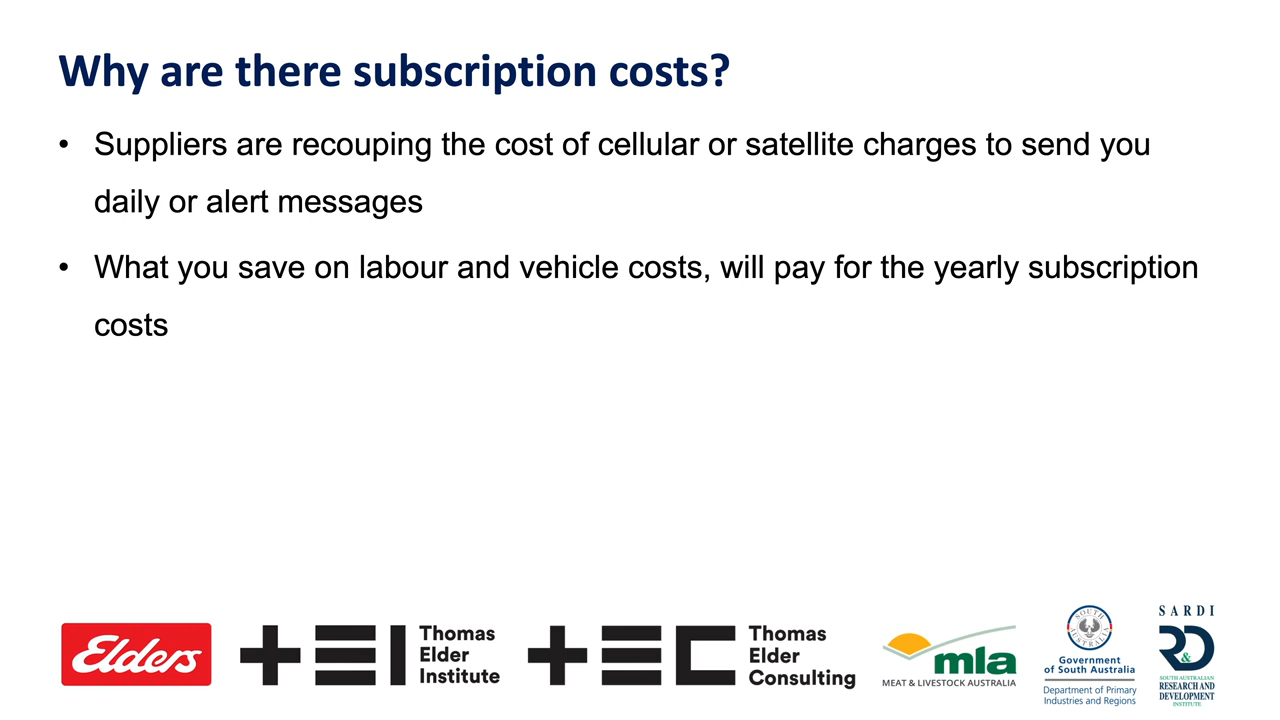 Why are there subscription costs?
• Suppliers are recouping the cost of cellular or satellite charges to send you
daily or alert messages
• What you save on labour and vehicle costs, will pay for the yearly subscription
costs
Elders
Thomas
Elder
Institute
Thomas
Elder
Consulting
mla
MEAT & LIVESTOCK AUSTRALIA
SOUTH
AUSTRALIA
Government
of South Australia
Department of Primary
Industries and Regions
SARDI
R&D
SOUTH AUSTRALIAN
RESEARCH AND
DEVELOPMENT
INSTITUTE